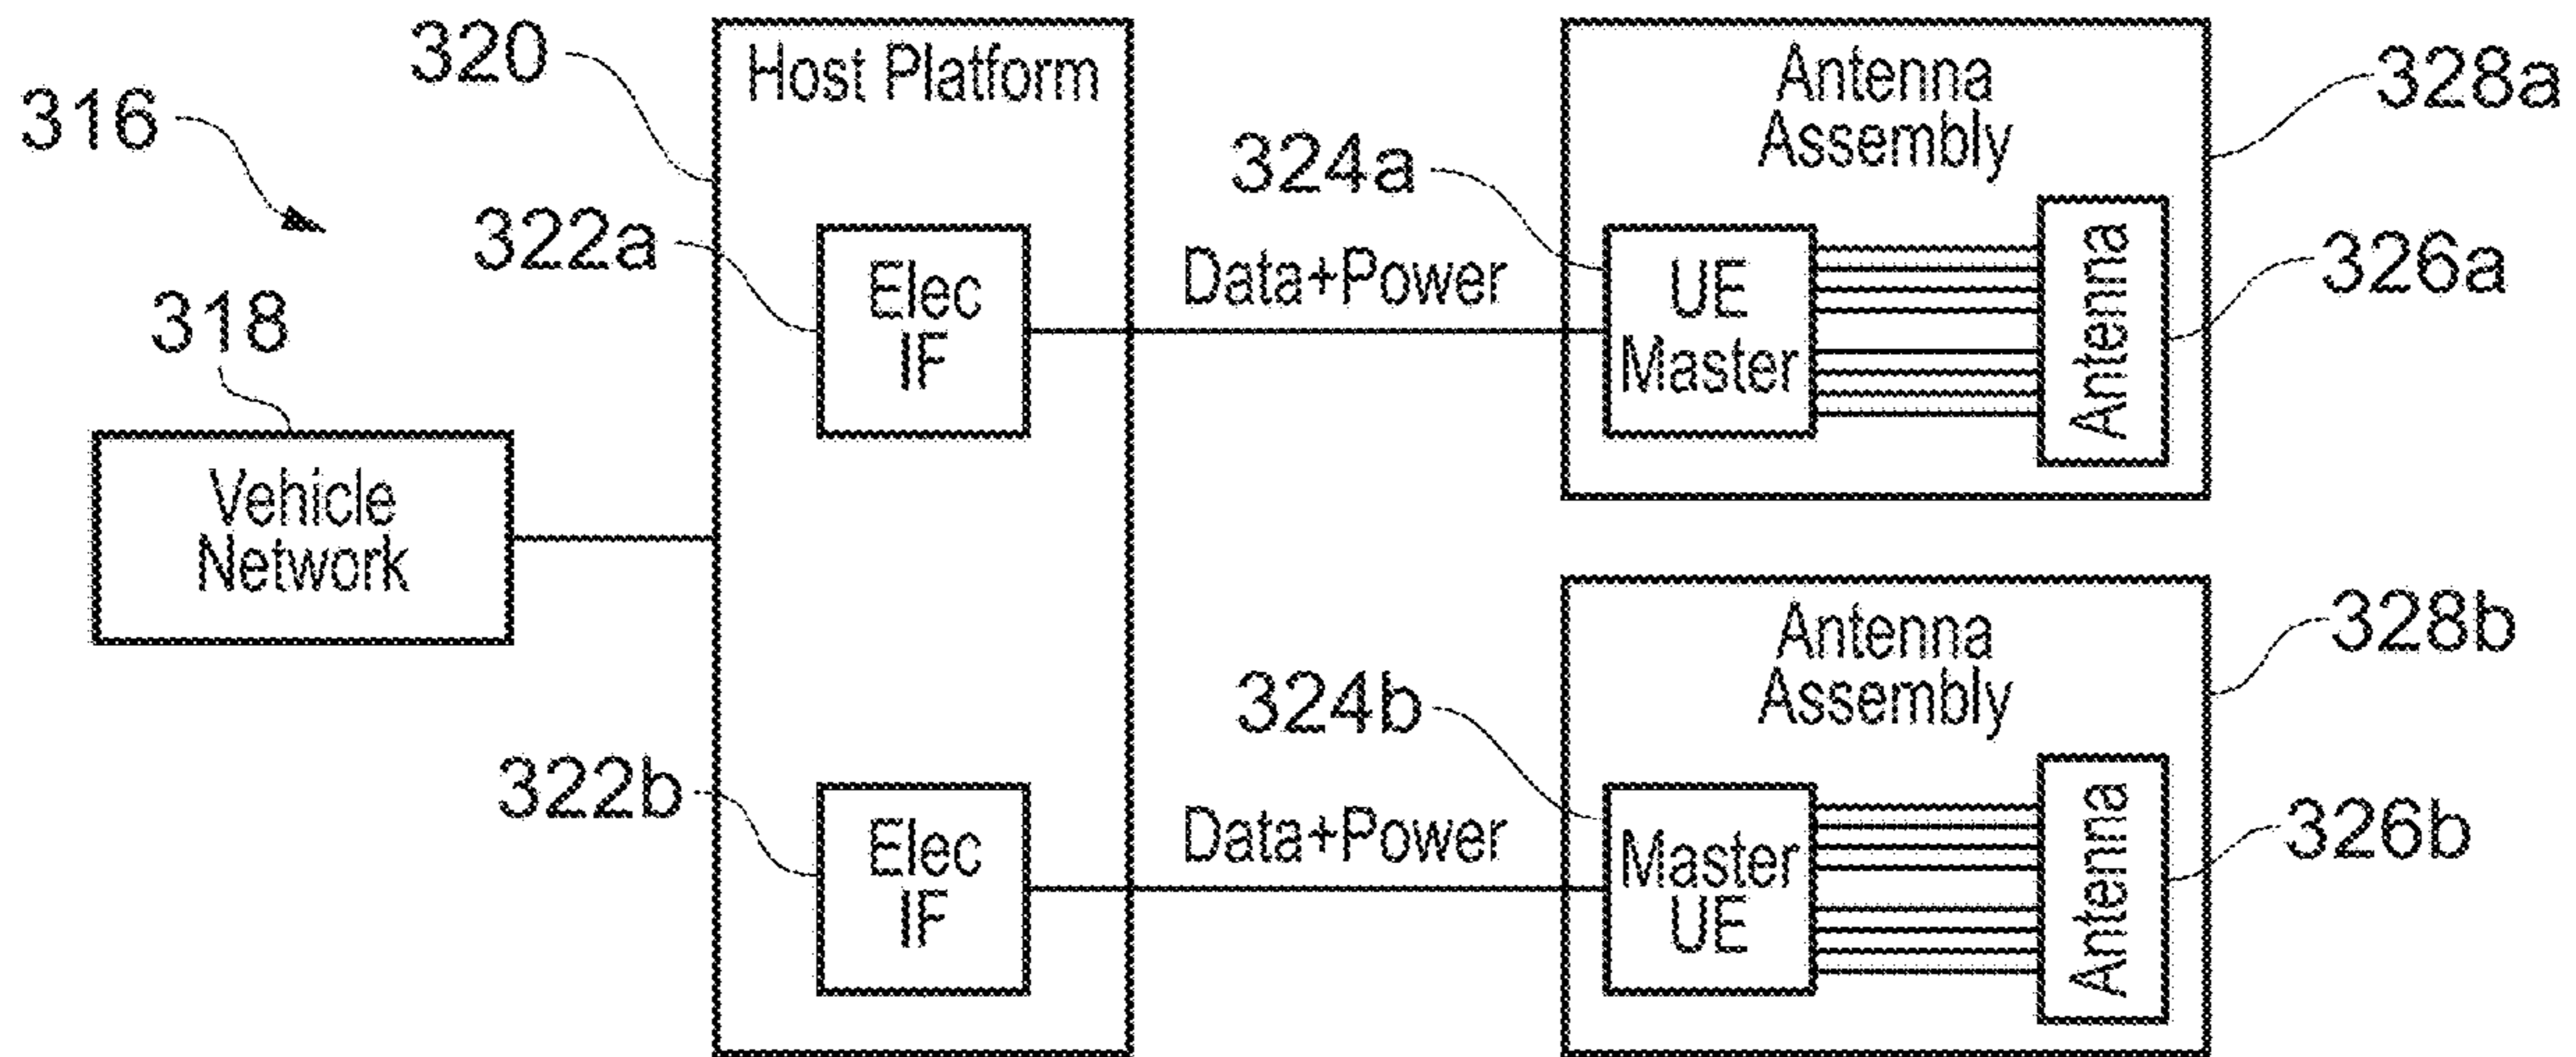 320
Host Platform
Antenna
Assembly
328a
316
324a
322a
Elec
IF
Data+Power
UE
Master
Antenna
326a
318
Vehicle
Network
Antenna
Assembly
328b
324b
322b
Elec
IF
Data+Power
Master
UE
Antenna
326b